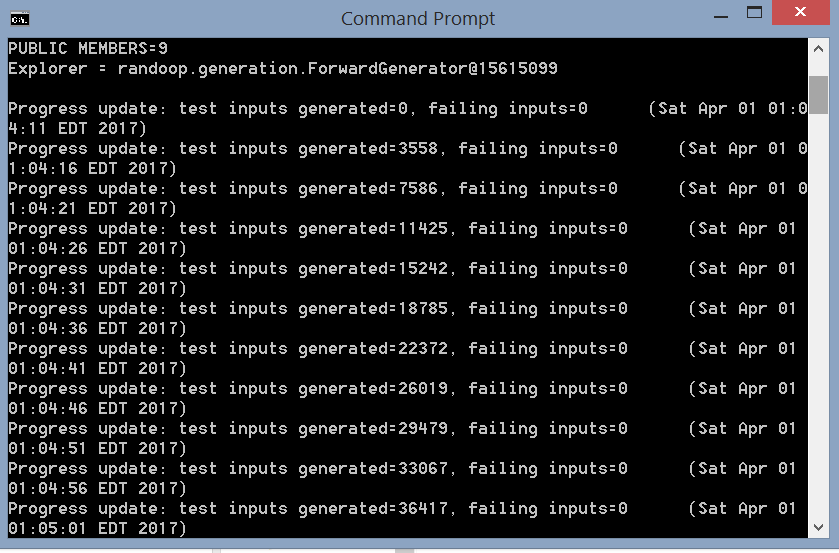 Command Prompt
PUBLIC MEMBERS=9
Explorer = randoop.generation.ForwardGenerator@15615099
Progress update: test inputs generated=0, failing inputs=0      (Sat Apr 01 01:0
4:11 EDT 2017)
Progress update: test inputs generated=3558, failing inputs=0      (Sat Apr 01 0
1:04:16 EDT 2017)
Progress update: test inputs generated=7586, failing inputs=0      (Sat Apr 01 0
1:04:21 EDT 2017)
Progress update: test inputs generated=11425, failing inputs=0      (Sat Apr 01
01:04:26 EDT 2017)
Progress update: test inputs generated=15242, failing inputs=0      (Sat Apr 01
01:04:31 EDT 2017)
Progress update: test inputs generated=18785, failing inputs=0      (Sat Apr 01
01:04:36 EDT 2017)
Progress update: test inputs generated=22372, failing inputs=0      (Sat Apr 01
01:04:41 EDT 2017)
Progress update: test inputs generated=26019, failing inputs=0      (Sat Apr 01
01:04:46 EDT 2017)
Progress update: test inputs generated=29479, failing inputs=0      (Sat Apr 01
01:04:51 EDT 2017)
Progress update: test inputs generated=33067, failing inputs=0      (Sat Apr 01
01:04:56 EDT 2017)
Progress update: test inputs generated=36417, failing inputs=0      (Sat Apr 01
01:05:01 EDT 2017)